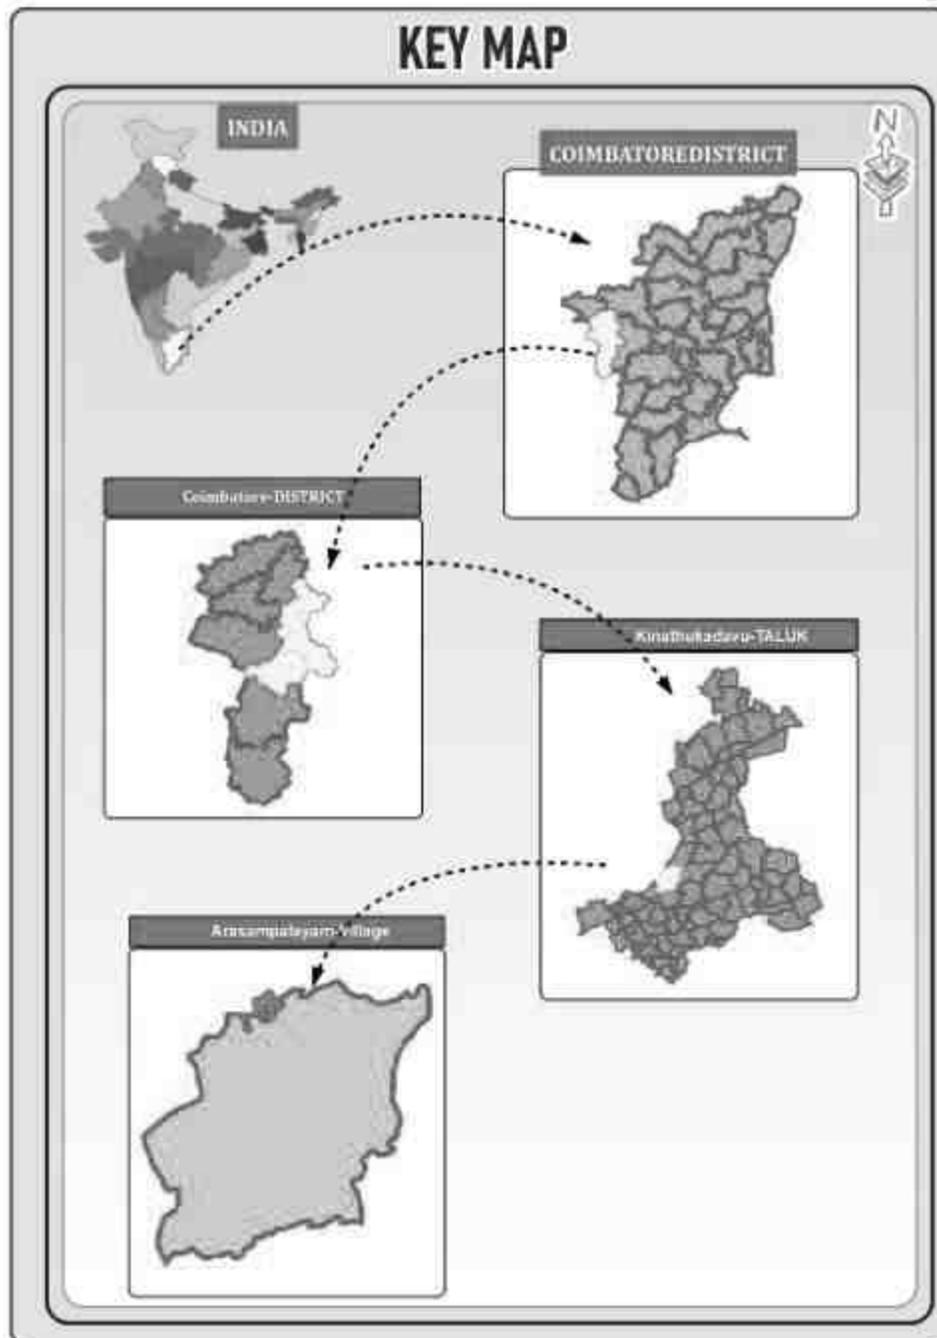 KEY MAP
INDIA
N
COIMBATOREDISTRICT
Coimbatore-DISTRICT
Kinathukadavu-TALUK
Arasampalayam-Village